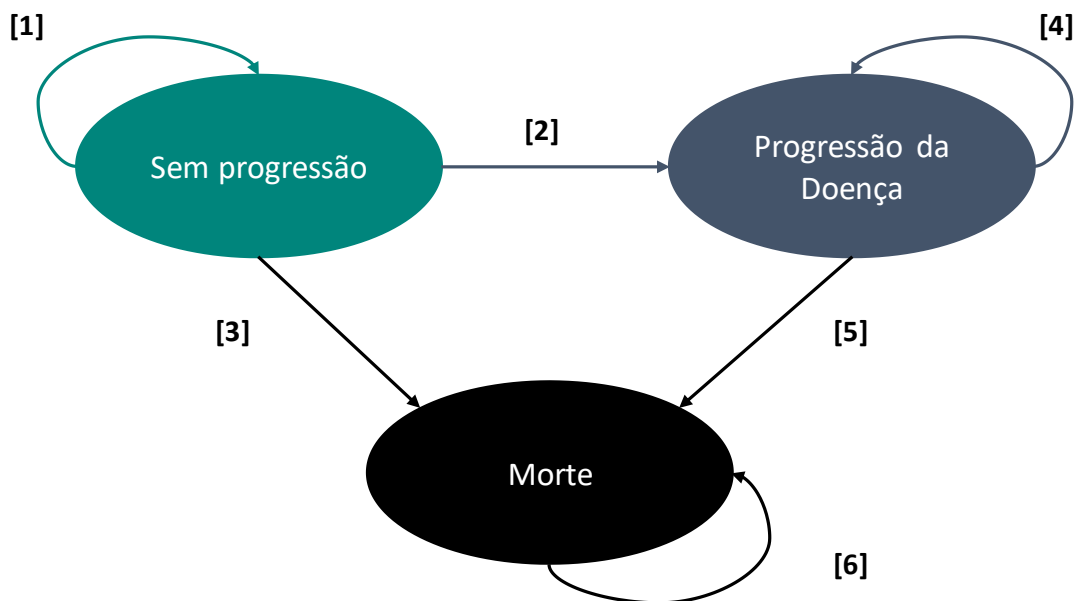 [1]
[4]
[2]
Sem progressão
Progressão da
Doença
[3]
[5]
Morte
[6]